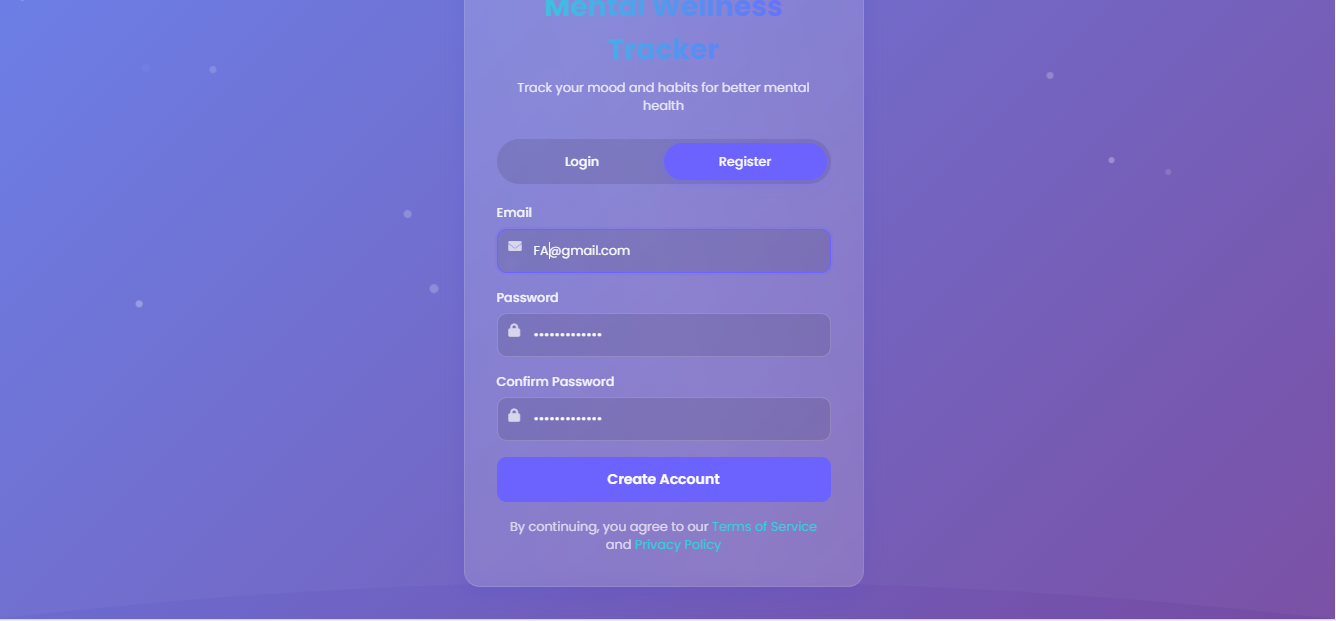 Mental Wellness
Tracker
Track your mood and habits for better mental
health
Login
Register
Email
FA@gmail.com
Password
•••••••••••••
Confirm Password
•••••••••••••
Create Account
By continuing, you agree to our Terms of Service
and Privacy Policy